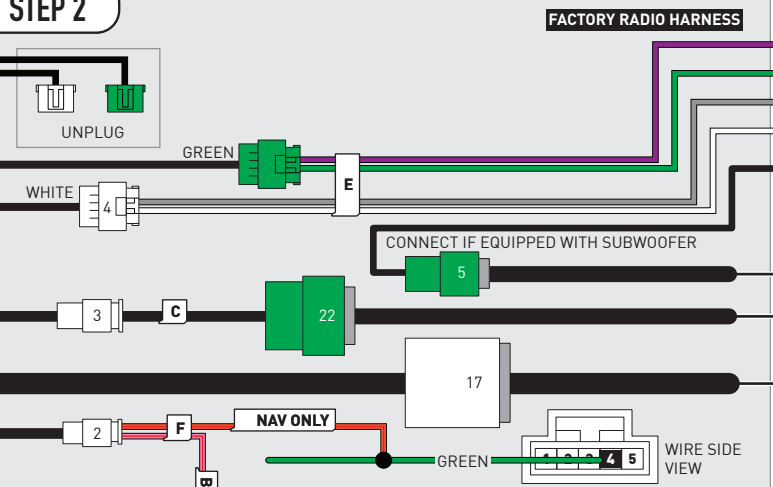 STEP 2
FACTORY RADIO HARNESS
UNPLUG
GREEN
E
WHITE
4
CONNECT IF EQUIPPED WITH SUBWOOFER
5
3
C
22
17
2
F
NAV ONLY
B
GREEN
1 2 3 4 5
WIRE SIDE
VIEW